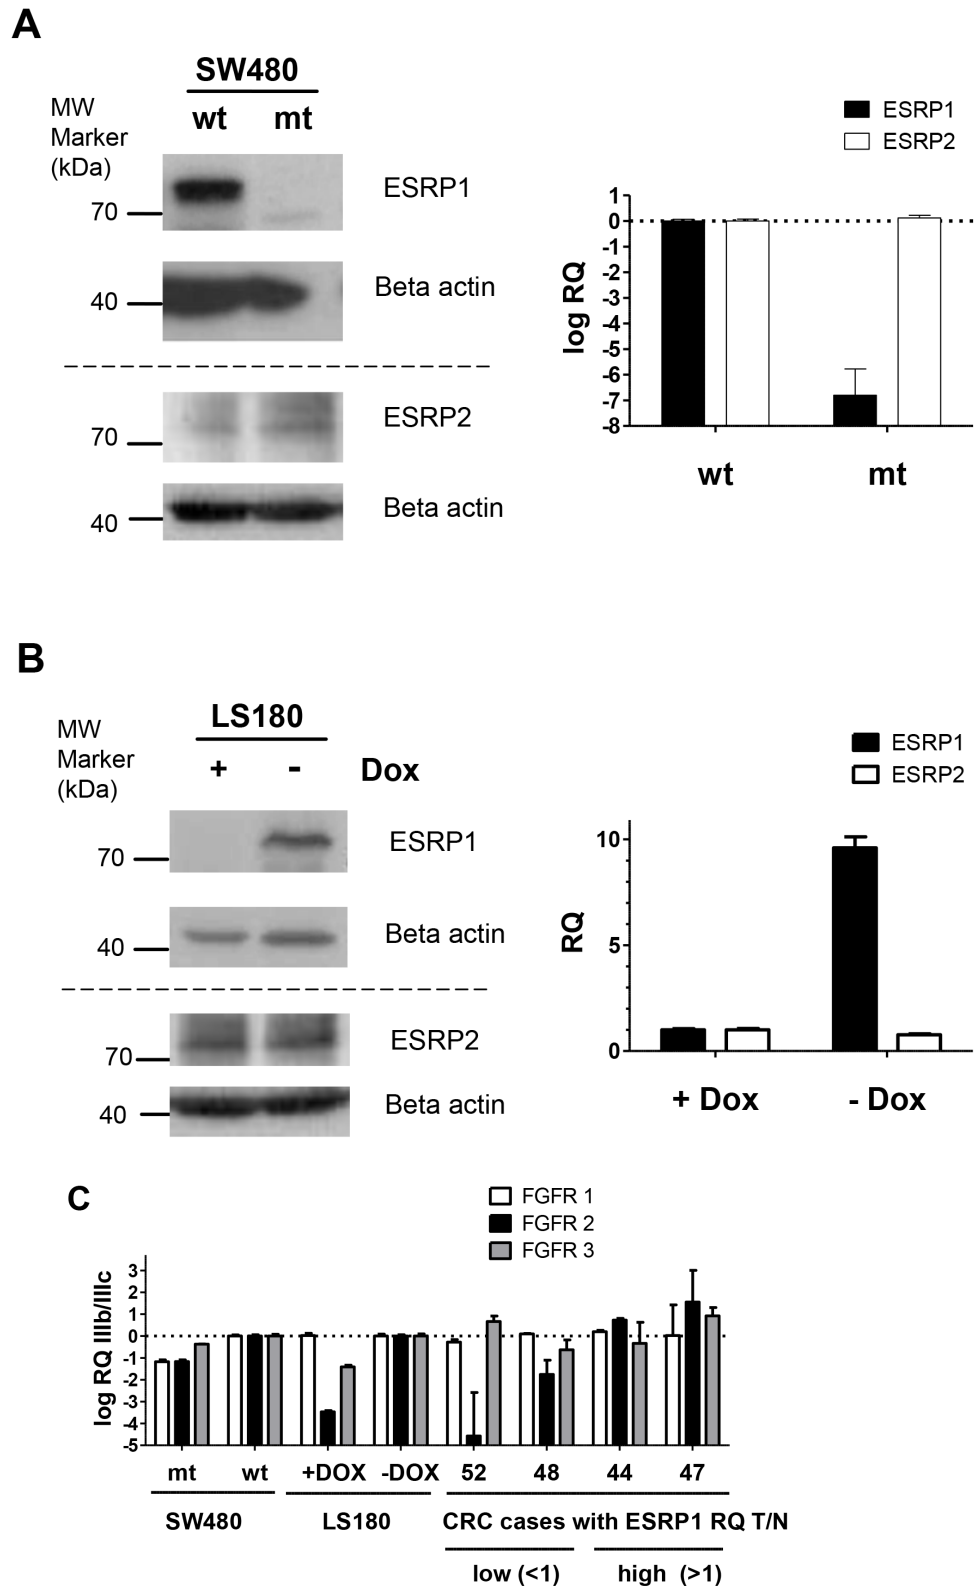 A
SW480
MW
Marker
(kDa)
wt mt
ESRP1
70
Beta actin
40
ESRP2
70
Beta actin
40
ESRP1
ESRP2
log RQ
1
0
-1
-2
-3
-4
-5
-6
-7
-8
wt mt
B
LS180
MW
Marker
(kDa)
+ - Dox
ESRP1
70
Beta actin
40
ESRP2
70
Beta actin
40
ESRP1
ESRP2
RQ
10
5
0
+ Dox - Dox
C
FGFR 1
FGFR 2
FGFR 3
log RQ IIIb/IIIc
3
2
1
0
-1
-2
-3
-4
-5
mt wt +DOX -DOX 52 48 44 47
SW480 LS180 CRC cases with ESRP1 RQ T/N
low (<1) high (>1)